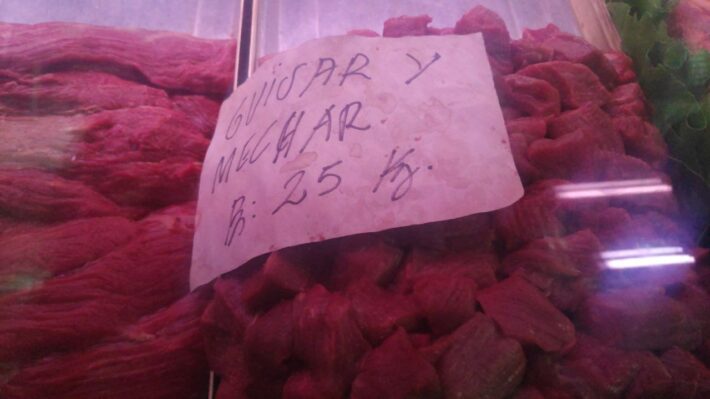 GUISAR Y
MECHAR.
B: 25 Kg.